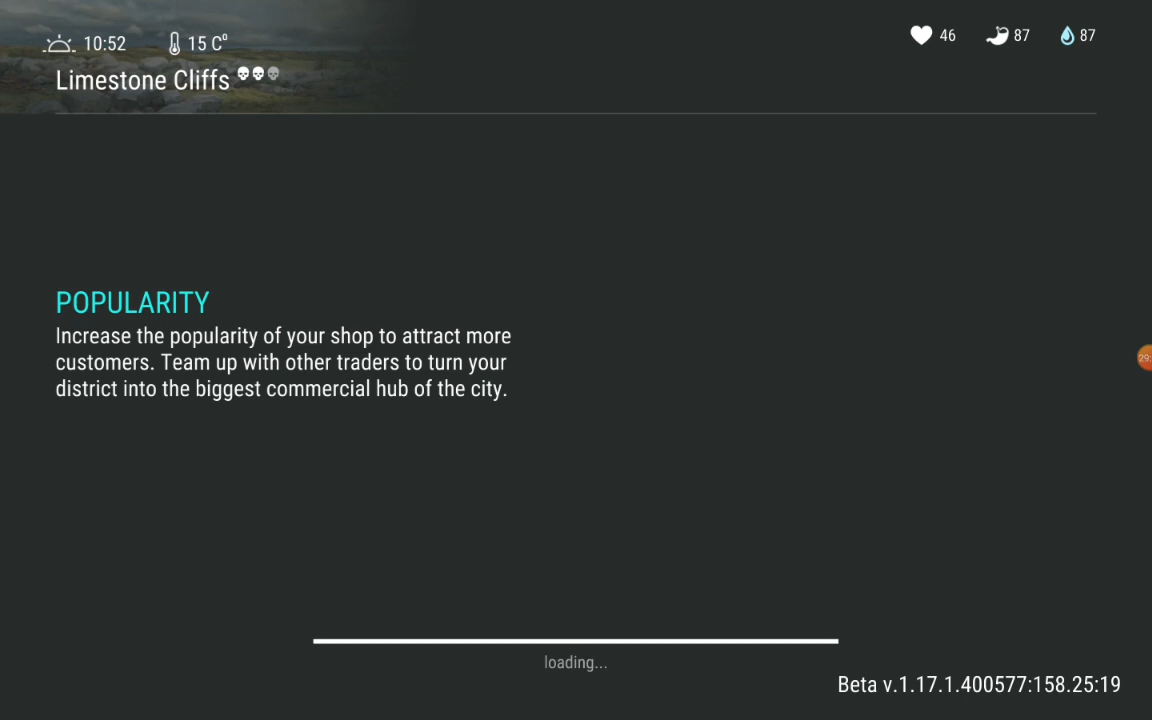 10:52 15 C⁰
46 87 87
Limestone Cliffs
POPULARITY
Increase the popularity of your shop to attract more
customers. Team up with other traders to turn your
district into the biggest commercial hub of the city.
29:
loading...
Beta v.1.17.1.400577:158.25:19